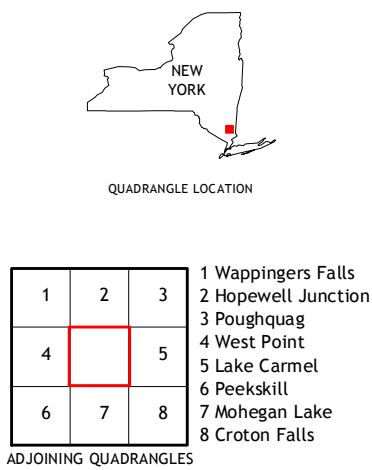 NEW
YORK
QUADRANGLE LOCATION
1 2 3
4 5
6 7 8
1 Wappingers Falls
2 Hopewell Junction
3 Poughquag
4 West Point
5 Lake Carmel
6 Peekskill
7 Mohegan Lake
8 Croton Falls
ADJOINING QUADRANGLES